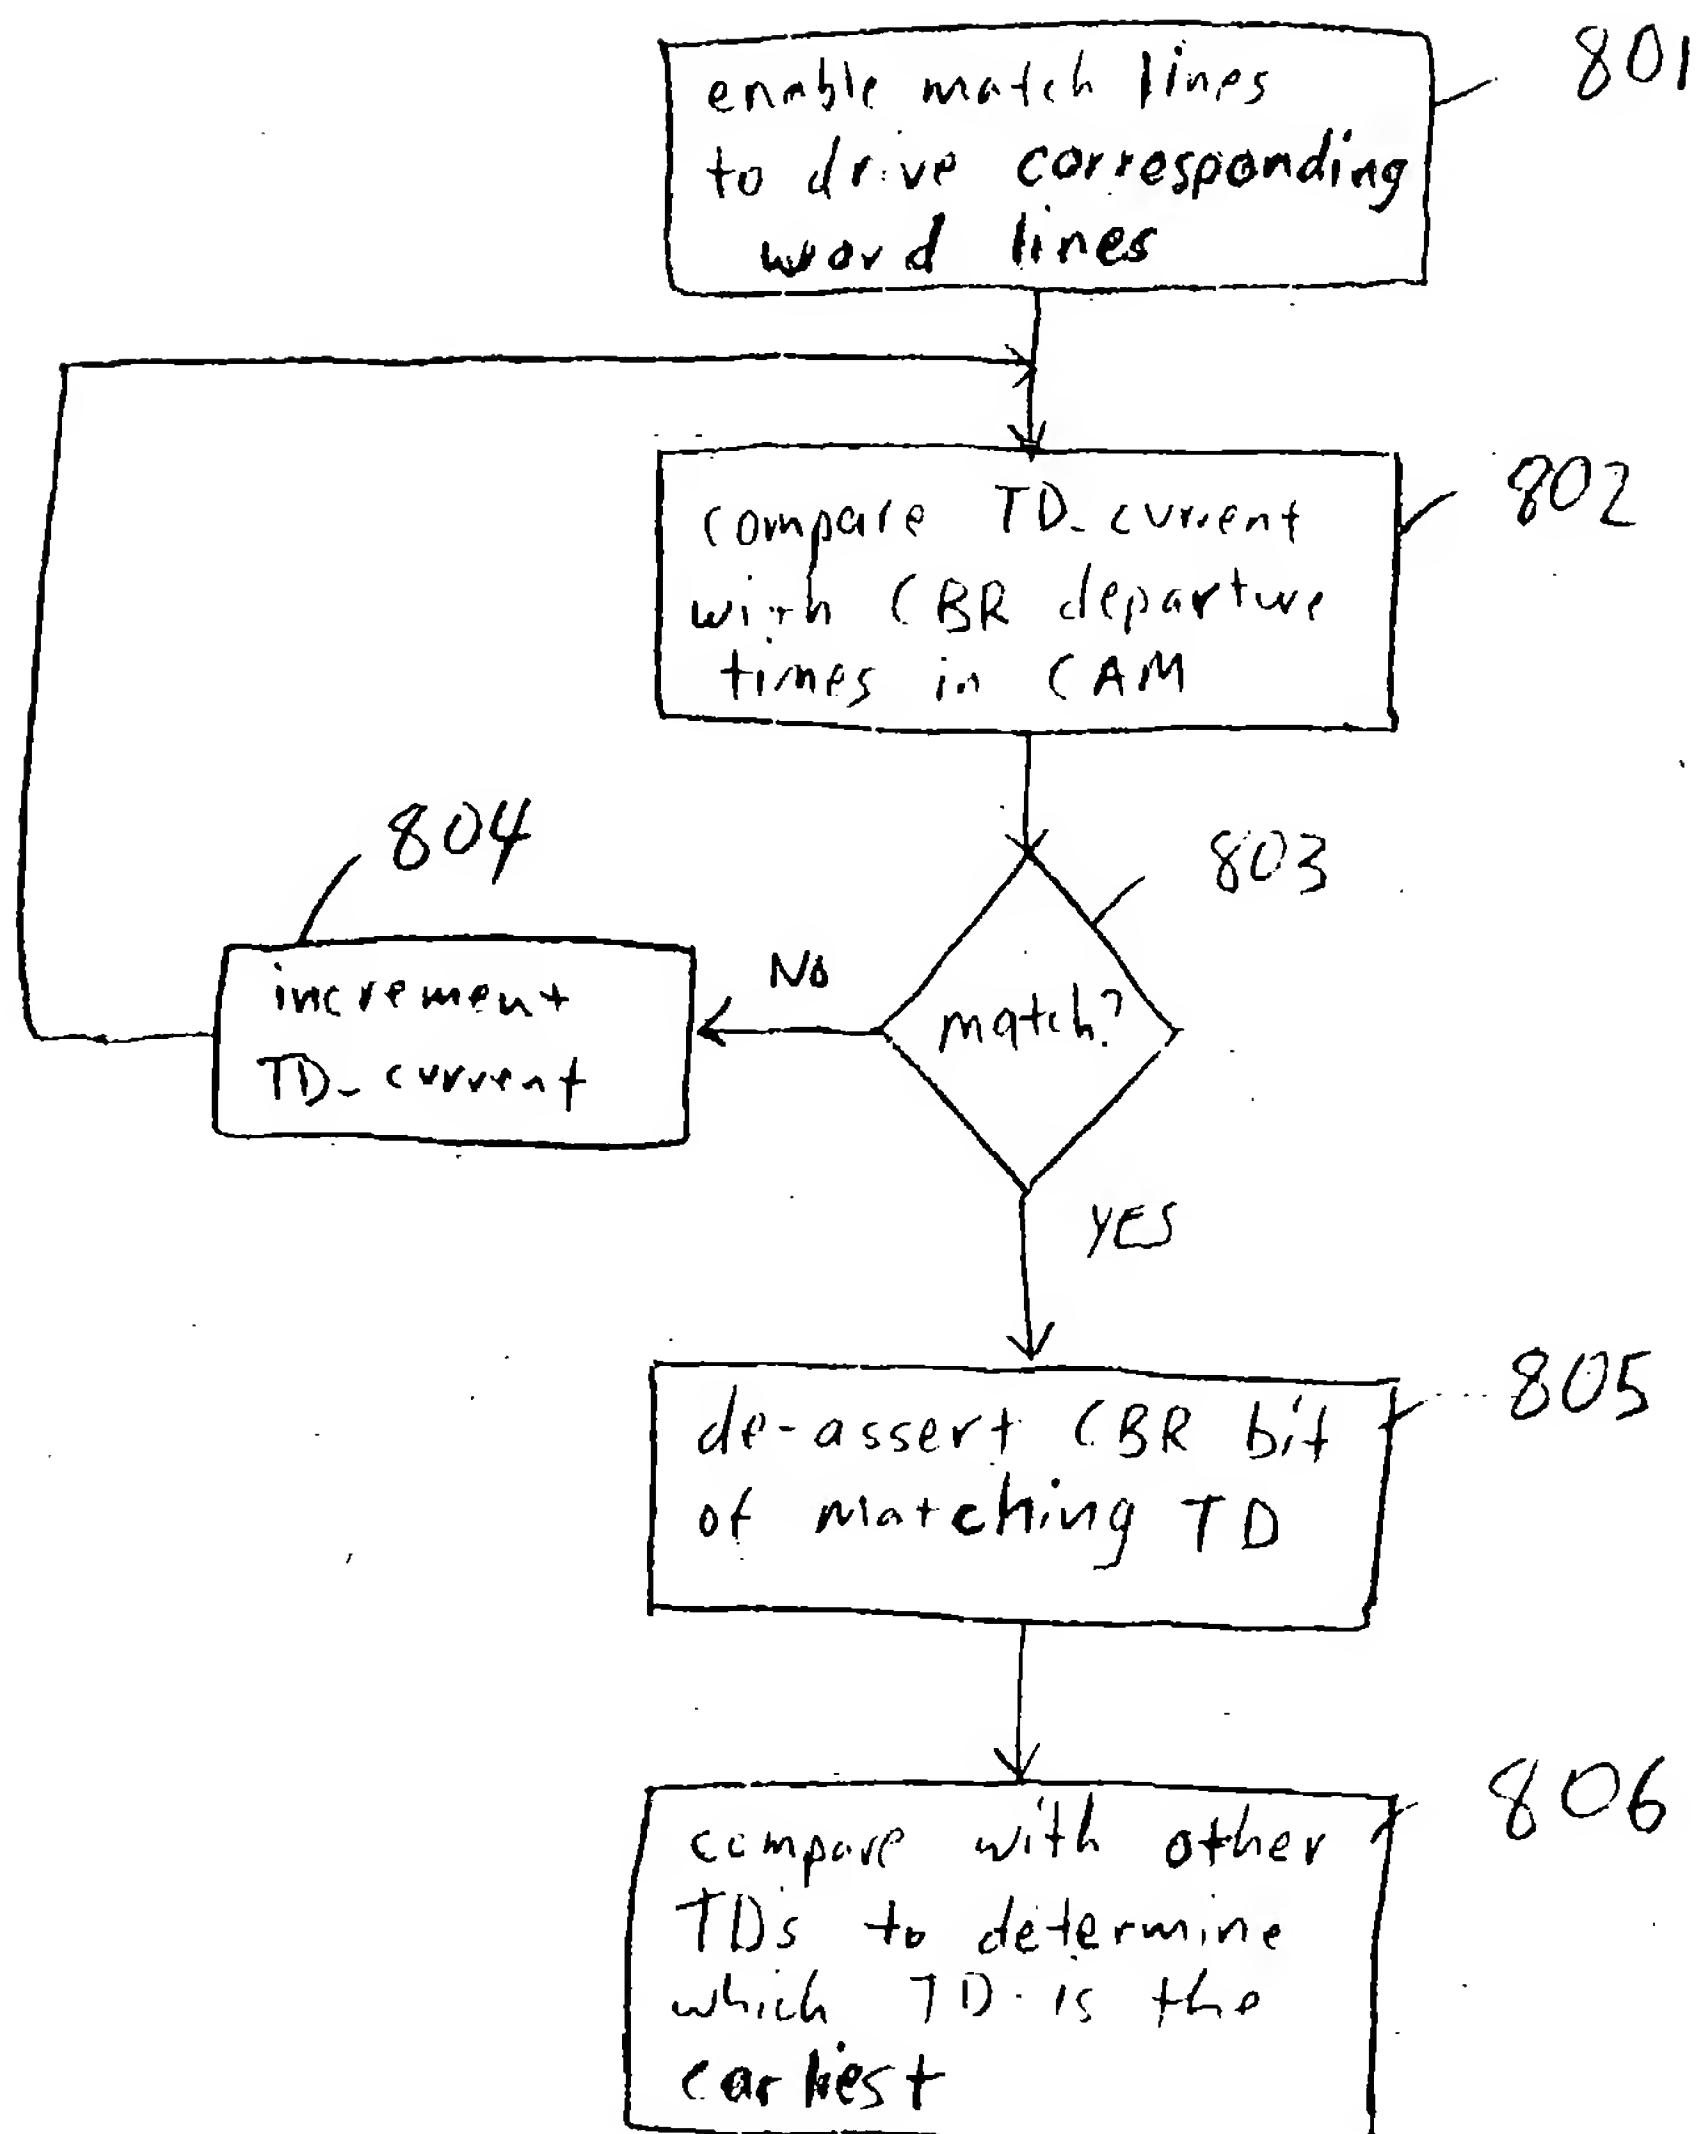 enable match lines
to drive corresponding
word lines
801
compare TD_current
with CBR departure
times in CAM
802
match?
803
No
increment
TD_current
804
YES
de-assert CBR bit
of matching TD
805
compare with other
TDs to determine
which TD is the
earliest
806